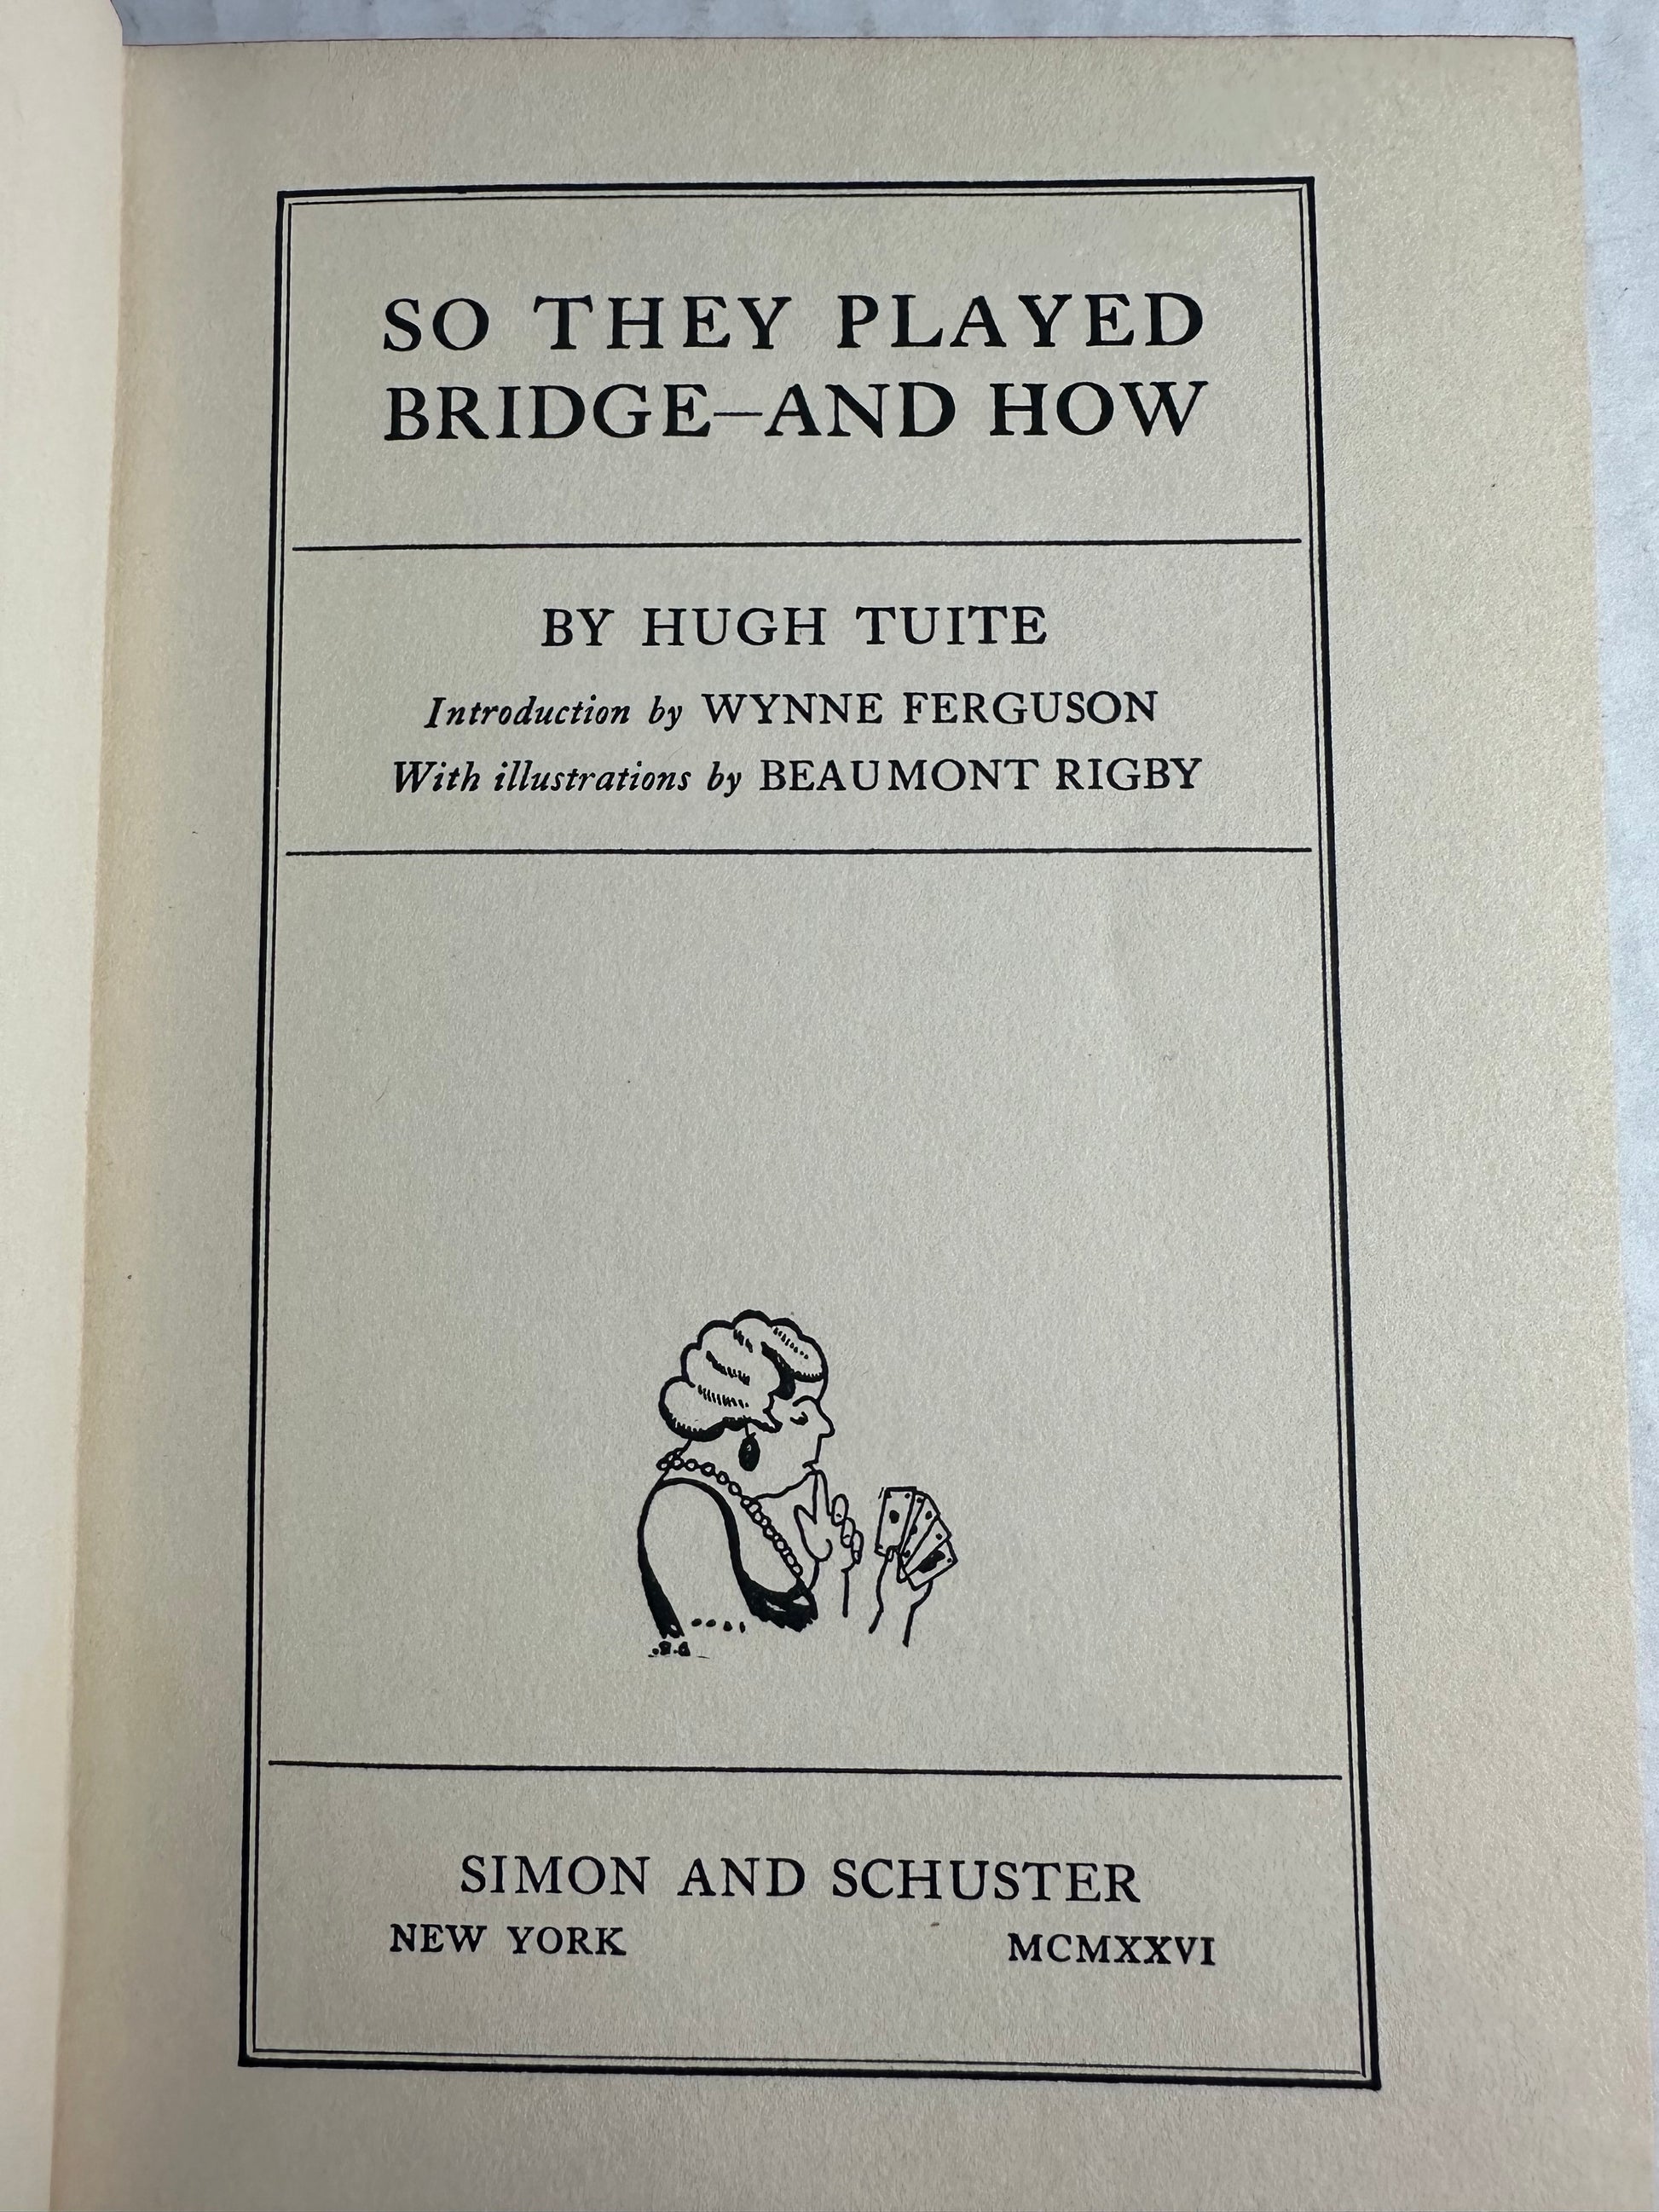 SO THEY PLAYED
BRIDGE—AND HOW
BY HUGH TUITE
Introduction by WYNNE FERGUSON
With illustrations by BEAUMONT RIGBY
SIMON AND SCHUSTER
NEW YORK MCMXXVI